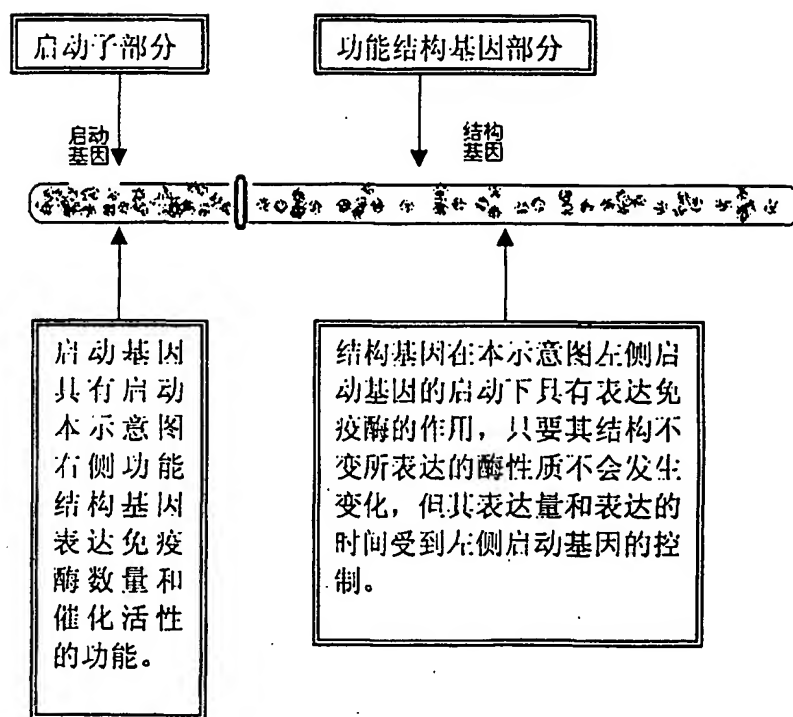 启动子部分
功能结构基因部分
启动
基因
结构
基因
启动基因
具有启动
本示意图
右侧功能
结构基因
表达免疫
酶数量和
催化活性
的功能。
结构基因在本示意图左侧启
动基因的启动下具有表达免
疫酶的作用，只要其结构不
变所表达的酶性质不会发生
变化，但其表达量和表达的
时间受到左侧启动基因的控
制。